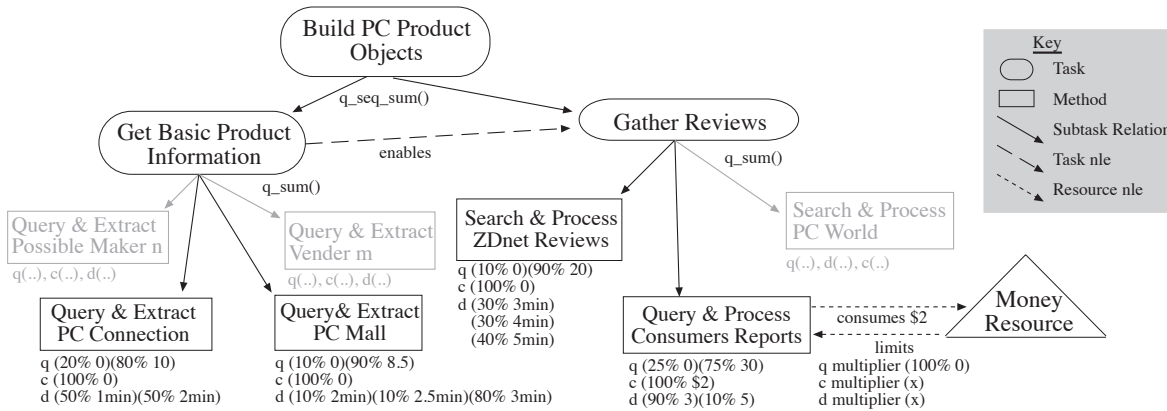 Build PC Product
Objects
q_seq_sum()
Get Basic Product
Information
enables
Gather Reviews
q_sum()
q_sum()
Key
Task
Method
Subtask Relation
Task nle
Resource nle
Query & Extract
Possible Maker n
q(..), c(..), d(..)
Query & Extract
Vender m
q(..), c(..), d(..)
Search & Process
ZDnet Reviews
q (10% 0)(90% 20)
c (100% 0)
d (30% 3min)
(30% 4min)
(40% 5min)
Search & Process
PC World
q(..), d(..), c(..)
Query & Extract
PC Connection
q (20% 0)(80% 10)
c (100% 0)
d (50% 1min)(50% 2min)
Query& Extract
PC Mall
q (10% 0)(90% 8.5)
c (100% 0)
d (10% 2min)(10% 2.5min)(80% 3min)
Query & Process
Consumers Reports
q (25% 0)(75% 30)
c (100% $2)
d (90% 3)(10% 5)
consumes $2
limits
q multiplier (100% 0)
c multiplier (x)
d multiplier (x)
Money
Resource